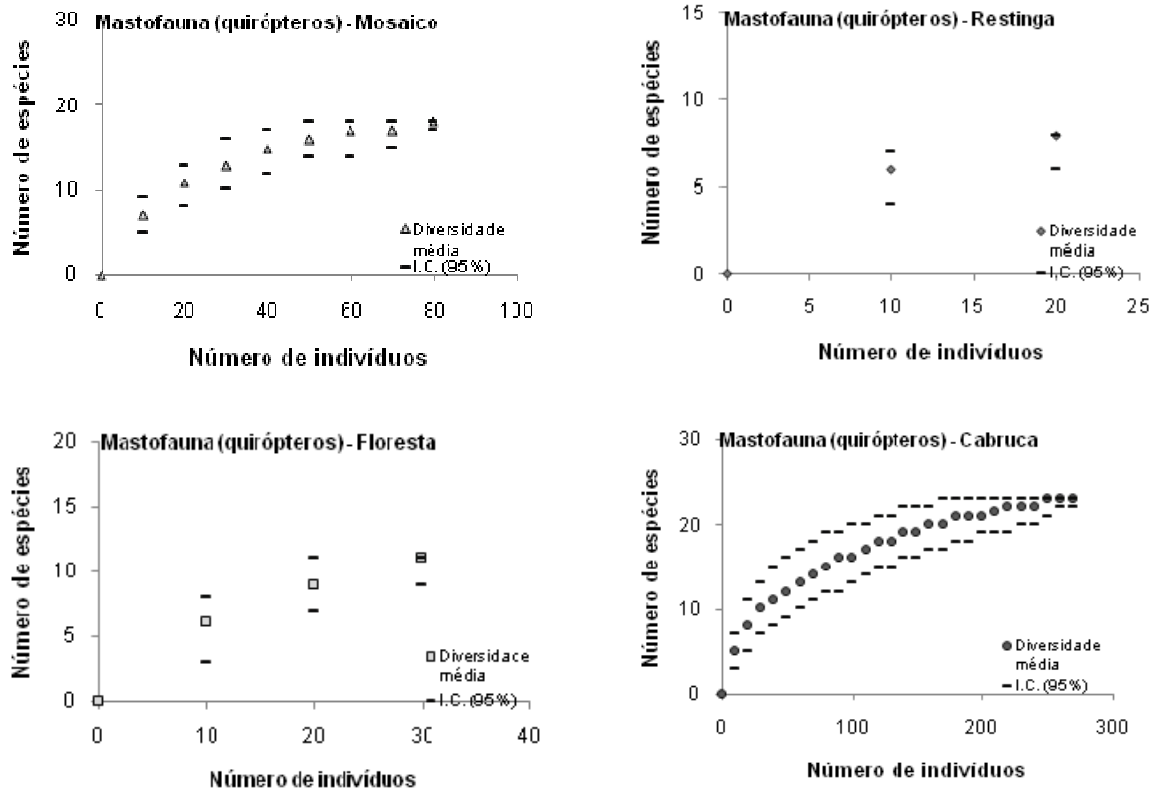 Mastofauna (quirópteros) - Mosaico
Número de espécies
30
20
10
0
0
20
40
60
80
100
Diversidade
média
I.C. (95%)
Número de indivíduos
Mastofauna (quirópteros) - Restinga
Número de espécies
15
10
5
0
0
5
10
15
20
25
Diversidade
média
I.C. (95%)
Número de indivíduos
Mastofauna (quirópteros) - Floresta
Número de espécies
20
15
10
5
0
0
10
20
30
40
Diversidade
média
I.C. (95%)
Número de indivíduos
Mastofauna (quirópteros) - Cabruca
Número de espécies
30
20
10
0
0
100
200
300
Diversidade
média
I.C. (95%)
Número de indivíduos